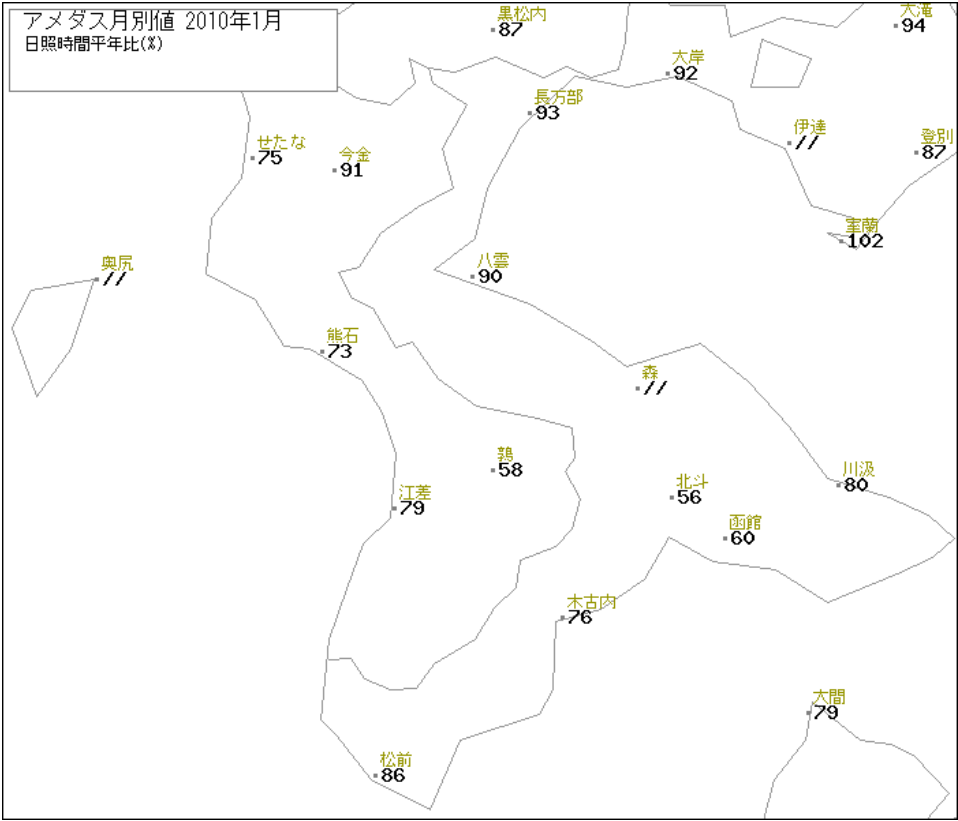 アメダス月別値 2010年1月
日照時間平年比(%)
黒松内
87
大滝
94
大岸
92
長万部
93
伊達
//
登別
87
せたな
75
今金
91
室蘭
102
八雲
90
奥尻
//
熊石
73
森
//
鶉
58
川汲
80
北斗
56
江差
79
函館
60
木古内
76
大間
79
松前
86